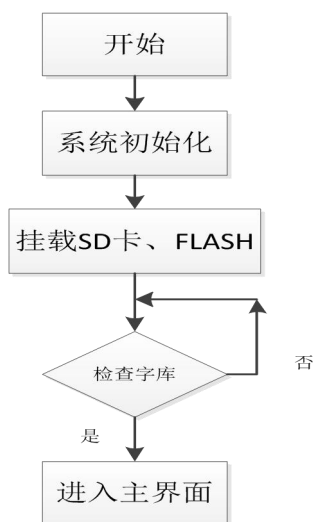 开始
系统初始化
挂载SD卡、FLASH
检查字库
否
是
进入主界面